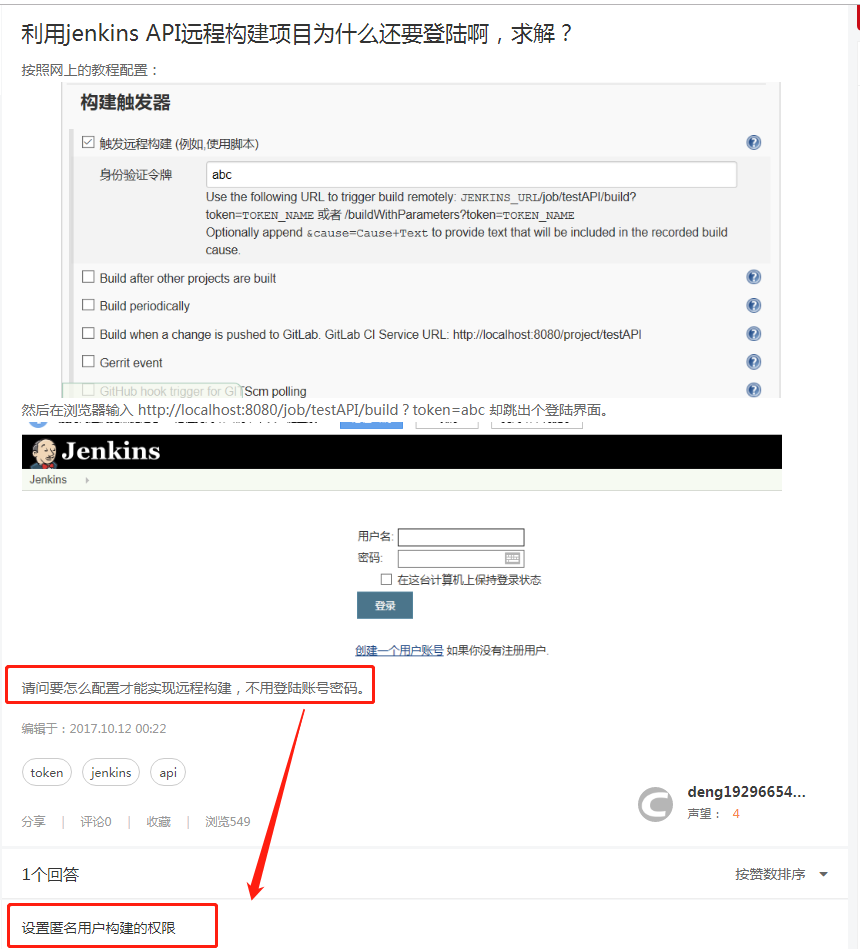 利用jenkins API远程构建项目为什么还要登陆啊，求解？
按照网上的教程配置：
构建触发器
触发远程构建 (例如,使用脚本)
身份验证令牌
abc
Use the following URL to trigger build remotely: JENKINS_URL/job/testAPI/build?
token=TOKEN_NAME 或者 /buildWithParameters?token=TOKEN_NAME
Optionally append &cause=Cause+Text to provide text that will be included in the recorded build
cause.
Build after other projects are built
Build periodically
Build when a change is pushed to GitLab. GitLab CI Service URL: http://localhost:8080/project/testAPI
Gerrit event
GitHub hook trigger for GITScm polling
然后在浏览器输入 http://localhost:8080/job/testAPI/build？token=abc 却跳出个登陆界面。
Jenkins
Jenkins
用户名:
密码:
在这台计算机上保持登录状态
登录
创建一个用户账号 如果你没有注册用户.
请问要怎么配置才能实现远程构建，不用登陆账号密码。
编辑于：2017.10.12 00:22
token jenkins api
deng19296654...
声望： 4
分享 | 评论0 | 收藏 | 浏览549
1个回答
按赞数排序
设置匿名用户构建的权限